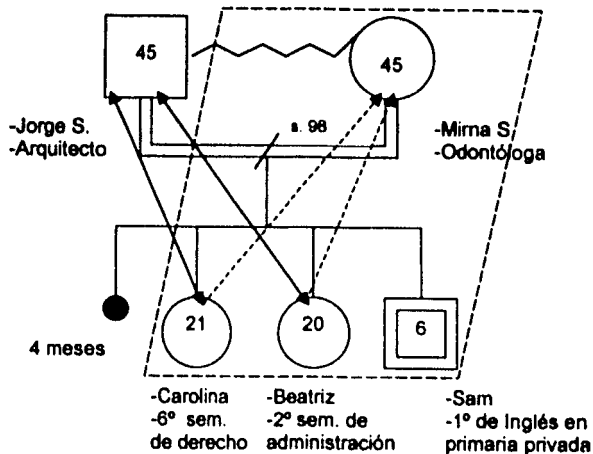 45
45
-Jorge S.
-Arquitecto
s. 98
-Mirna S.
-Odontóloga
4 meses
21
20
6
-Carolina
-6º sem.
de derecho
-Beatriz
-2º sem. de
administración
-Sam
-1º de Inglés en
primaria privada